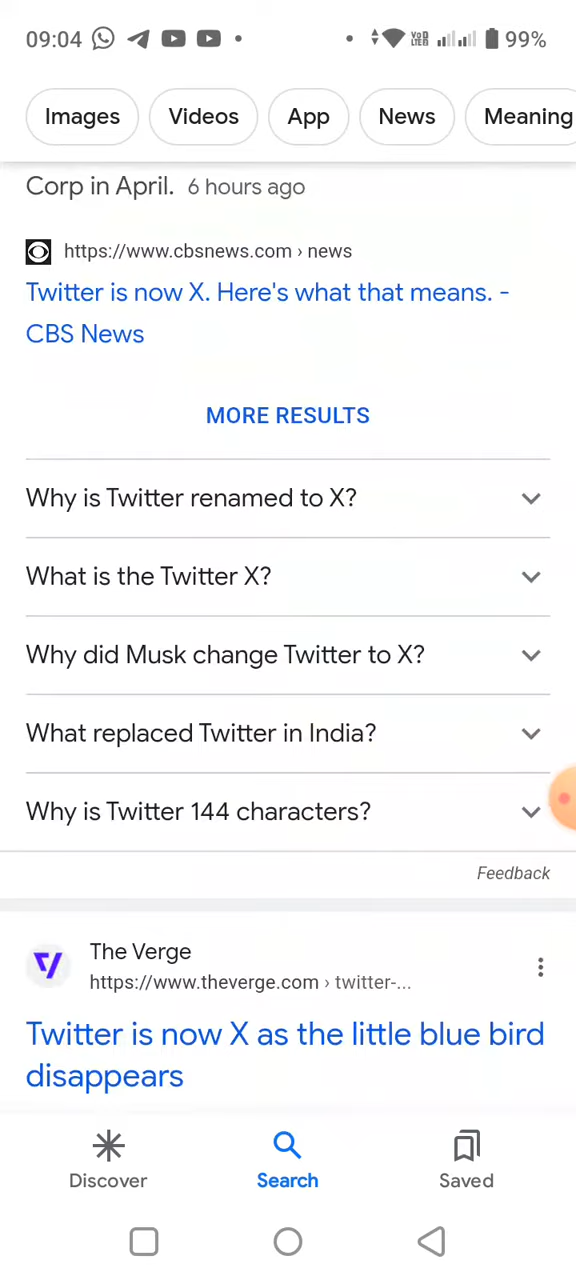 09:04 99%
Images Videos App News Meaning
Corp in April. 6 hours ago
https://www.cbsnews.com › news
Twitter is now X. Here's what that means. -
CBS News
MORE RESULTS
Why is Twitter renamed to X?
What is the Twitter X?
Why did Musk change Twitter to X?
What replaced Twitter in India?
Why is Twitter 144 characters?
Feedback
The Verge
https://www.theverge.com › twitter-...
Twitter is now X as the little blue bird
disappears
Discover Search Saved